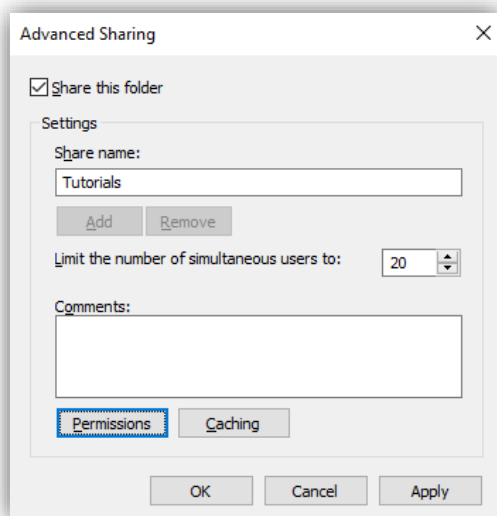 Advanced Sharing
Share this folder
Settings
Share name:
Tutorials
Add Remove
Limit the number of simultaneous users to: 20
Comments:
Permissions Caching
OK Cancel Apply